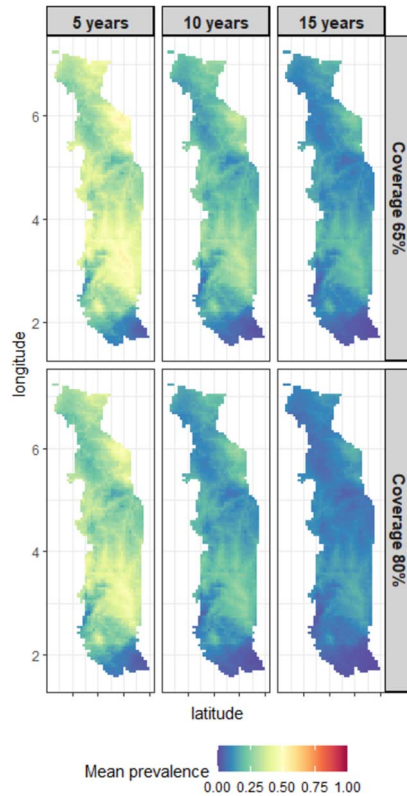 5 years 10 years 15 years
6
4
2
Coverage 65%
longitude
6
4
2
Coverage 80%
latitude
Mean prevalence
0.00 0.25 0.50 0.75 1.00